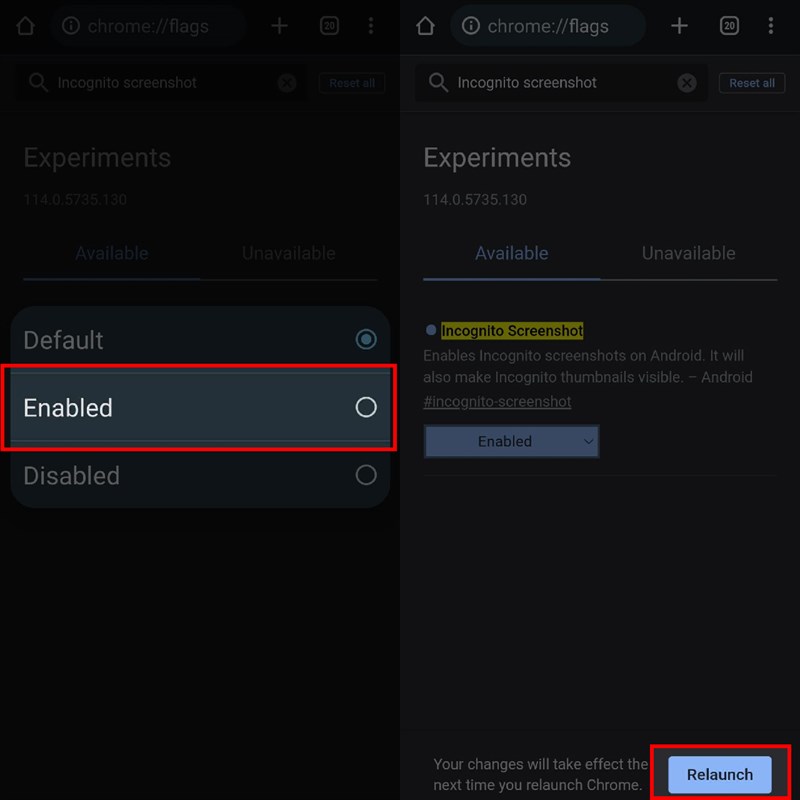 chrome://flags
20
Incognito screenshot
Reset all
Experiments
114.0.5735.130
Available
Unavailable
Default
Enabled
Disabled
chrome://flags
20
Incognito screenshot
Reset all
Experiments
114.0.5735.130
Available
Unavailable
Incognito Screenshot
Enables Incognito screenshots on Android. It will
also make Incognito thumbnails visible. – Android
#incognito-screenshot
Enabled
Your changes will take effect the
next time you relaunch Chrome.
Relaunch